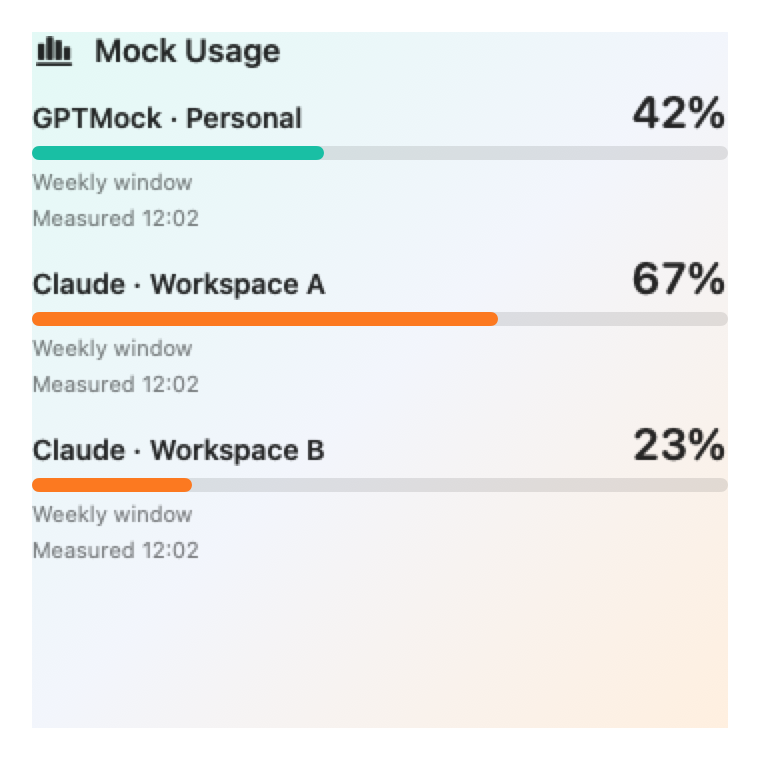 Mock Usage
GPTMock · Personal 42%
Weekly window
Measured 12:02
Claude · Workspace A 67%
Weekly window
Measured 12:02
Claude · Workspace B 23%
Weekly window
Measured 12:02